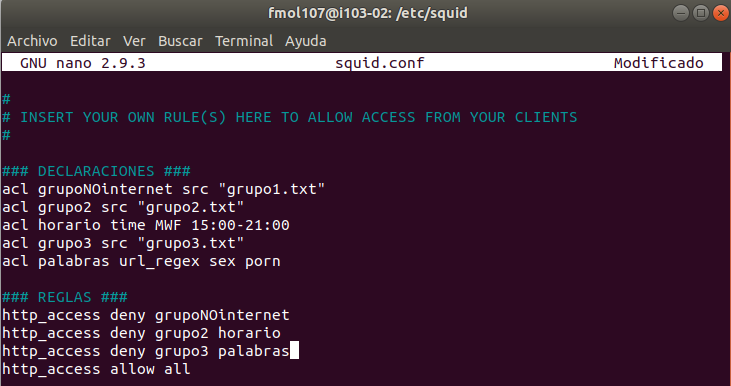 fmol107@i103-02: /etc/squid
Archivo Editar Ver Buscar Terminal Ayuda
GNU nano 2.9.3 squid.conf Modificado
#
# INSERT YOUR OWN RULE(S) HERE TO ALLOW ACCESS FROM YOUR CLIENTS
#
### DECLARACIONES ###
acl grupoNOinternet src "grupo1.txt"
acl grupo2 src "grupo2.txt"
acl horario time MWF 15:00-21:00
acl grupo3 src "grupo3.txt"
acl palabras url_regex sex porn
### REGLAS ###
http_access deny grupoNOinternet
http_access deny grupo2 horario
http_access deny grupo3 palabras
http_access allow all